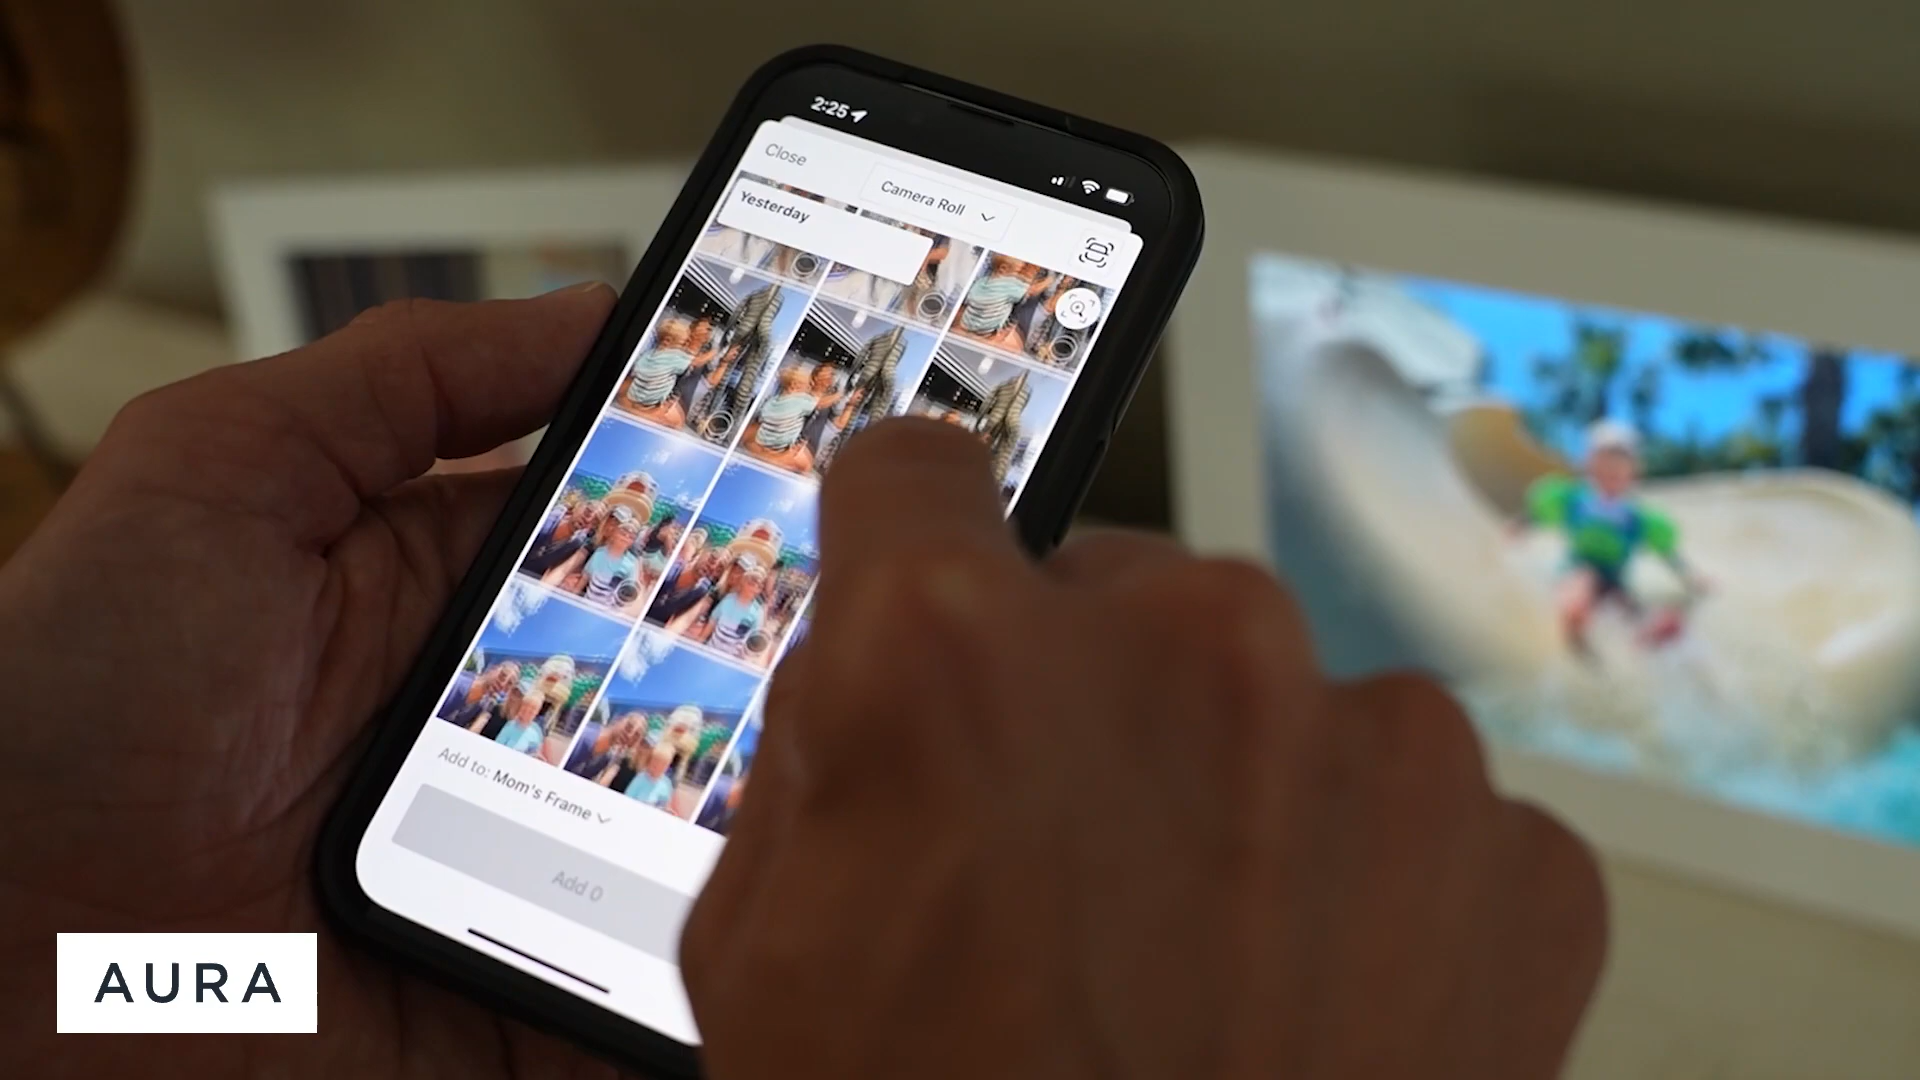 2:25
Close
Camera Roll
Yesterday
Add to: Mom's Frame
Add 0
AURA